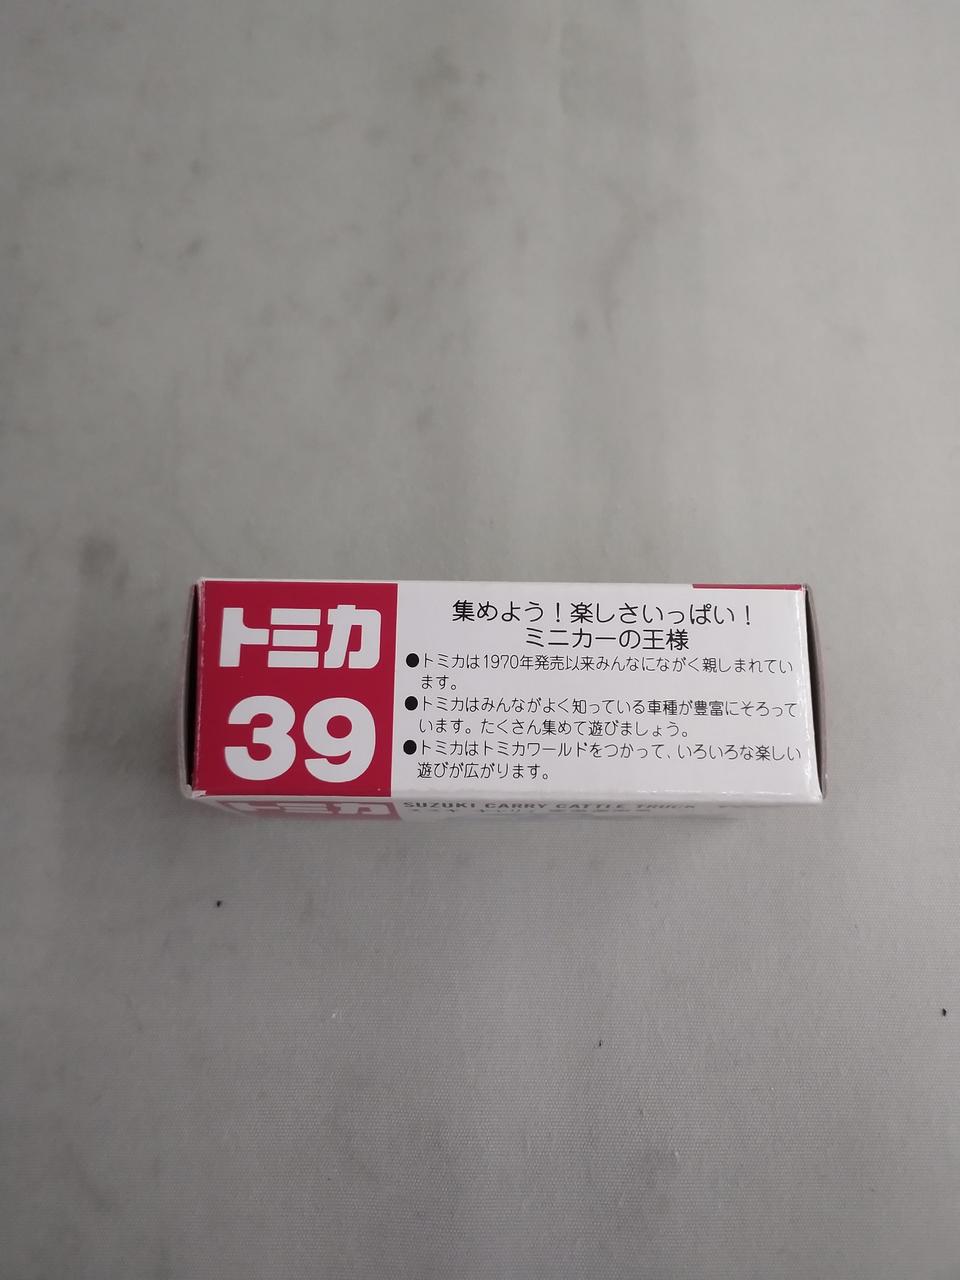 トミカ
39
集めよう！楽しさいっぱい！
ミニカーの王様
●トミカは1970年発売以来みんなにながく親しまれてい
ます。
●トミカはみんながよく知っている車種が豊富にそろって
います。たくさん集めて遊びましょう。
●トミカはトミカワールドをつかって、いろいろな楽しい
遊びが広がります。
トミカ
SUZUKI CARRY CATTLE TRUCK